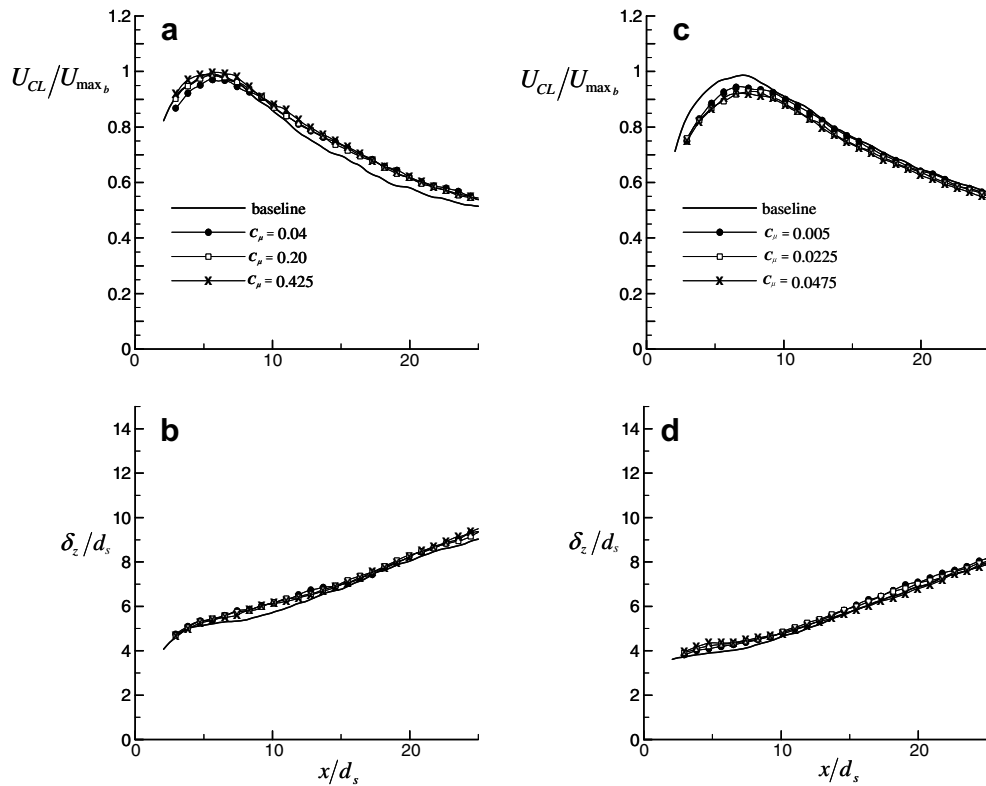 a
1.2
1
0.8
0.6
0.4
0.2
0
U_CL/U_max_b
baseline
c_μ = 0.04
c_μ = 0.20
c_μ = 0.425
0
10
20
c
1.2
1
0.8
0.6
0.4
0.2
0
U_CL/U_max_b
baseline
c_μ = 0.005
c_μ = 0.0225
c_μ = 0.0475
0
10
20
b
14
12
10
8
6
4
2
0
δ_z/d_s
0
10
20
x/d_s
d
14
12
10
8
6
4
2
0
δ_z/d_s
0
10
20
x/d_s